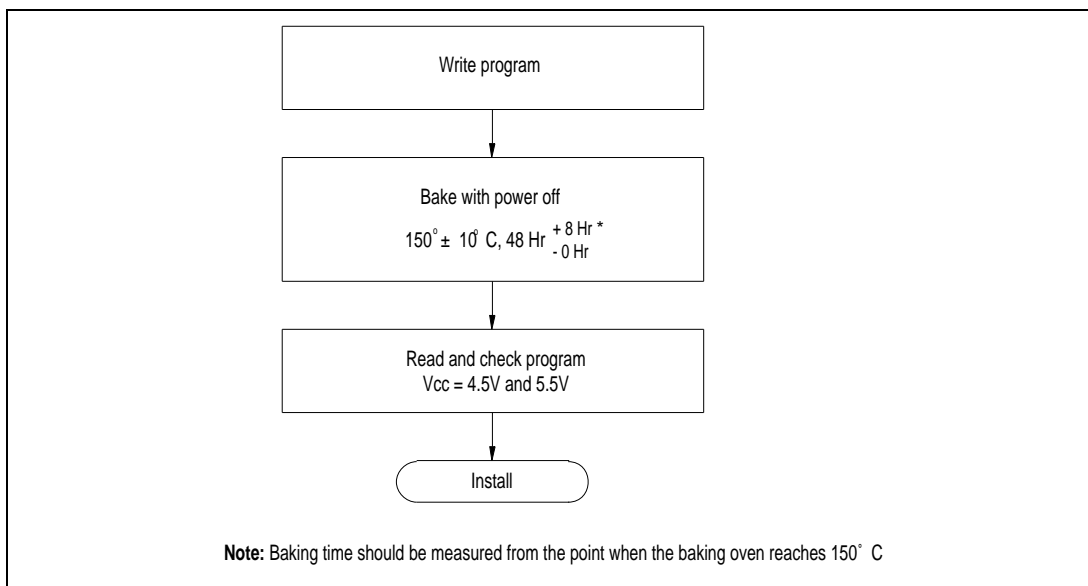 Write program
Bake with power off
150° ± 10° C, 48 Hr + 8 Hr *
- 0 Hr
Read and check program
Vcc = 4.5V and 5.5V
Install
Note: Baking time should be measured from the point when the baking oven reaches 150° C